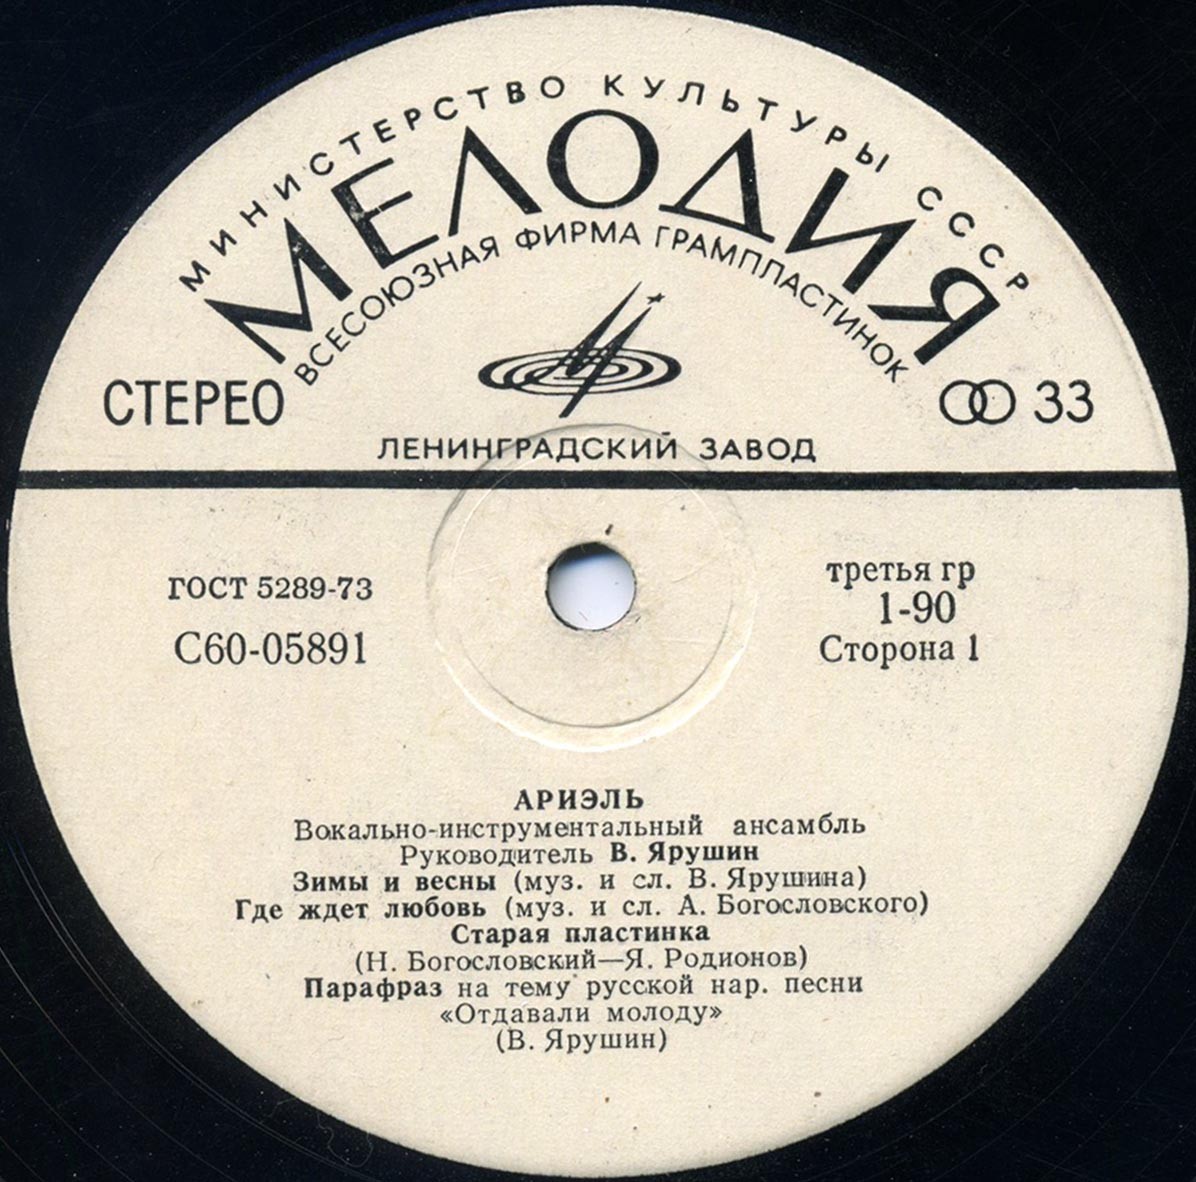 МИНИСТЕРСТВО КУЛЬТУРЫ СССР
МЕЛОДИЯ
ВСЕСОЮЗНАЯ ФИРМА ГРАМПЛАСТИНОК
СТЕРЕО
33
ЛЕНИНГРАДСКИЙ ЗАВОД
ГОСТ 5289-73
С60-05891
третья гр
1-90
Сторона 1
АРИЭЛЬ
Вокально-инструментальный ансамбль
Руководитель В. Ярушин
Зимы и весны (муз. и сл. В. Ярушина)
Где ждет любовь (муз. и сл. А. Богословского)
Старая пластинка
(Н. Богословский—Я. Родионов)
Парафраз на тему русской нар. песни
«Отдавали молоду»
(В. Ярушин)